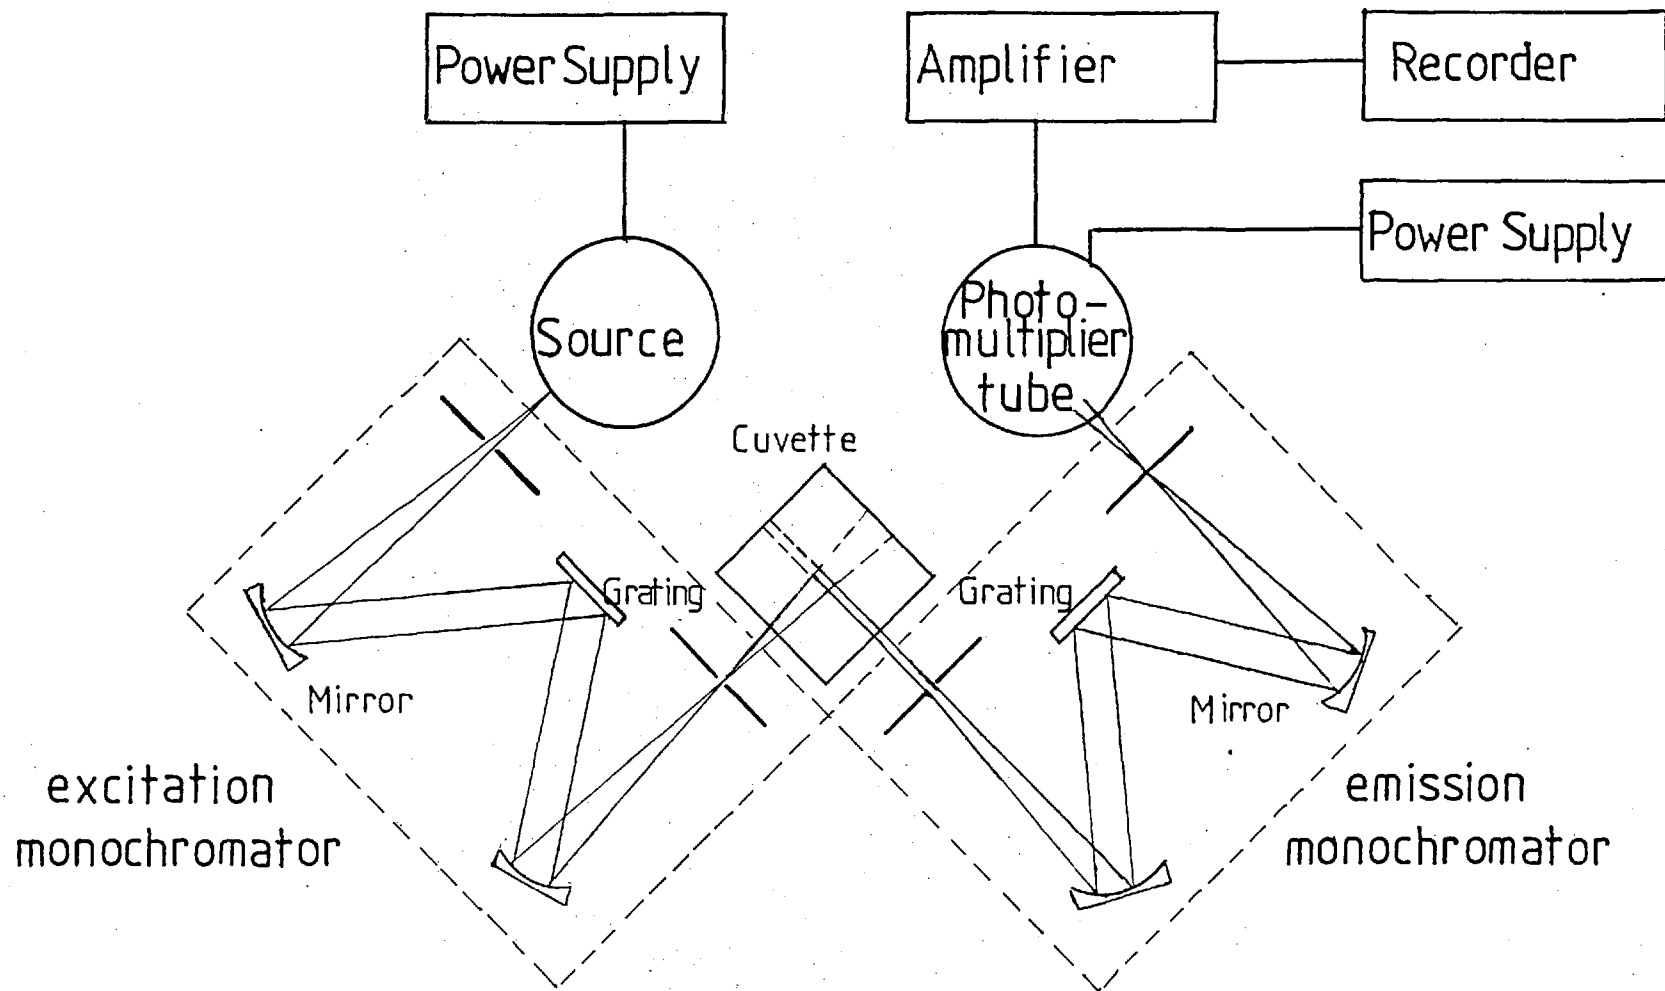 Power Supply
Amplifier
Recorder
Power Supply
Source
Photo-
multiplier
tube
Cuvette
Grating
Grating
Mirror
Mirror
excitation
monochromator
emission
monochromator